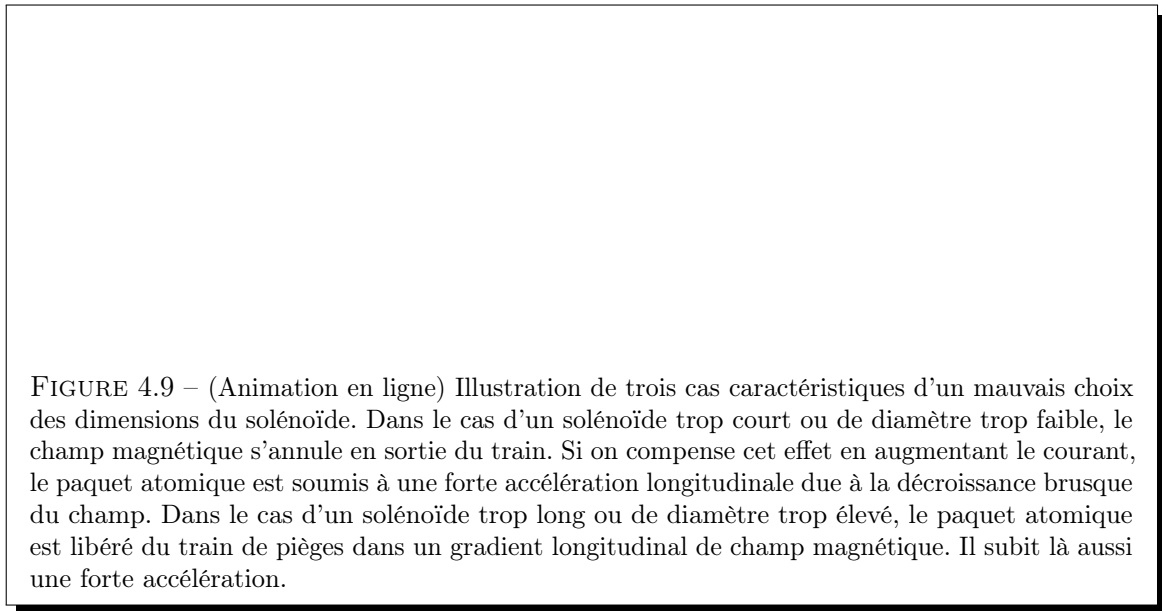 FIGURE 4.9 – (Animation en ligne) Illustration de trois cas caractéristiques d'un mauvais choix
des dimensions du solénoïde. Dans le cas d'un solénoïde trop court ou de diamètre trop faible, le
champ magnétique s'annule en sortie du train. Si on compense cet effet en augmentant le courant,
le paquet atomique est soumis à une forte accélération longitudinale due à la décroissance brusque
du champ. Dans le cas d'un solénoïde trop long ou de diamètre trop élevé, le paquet atomique
est libéré du train de pièges dans un gradient longitudinal de champ magnétique. Il subit là aussi
une forte accélération.